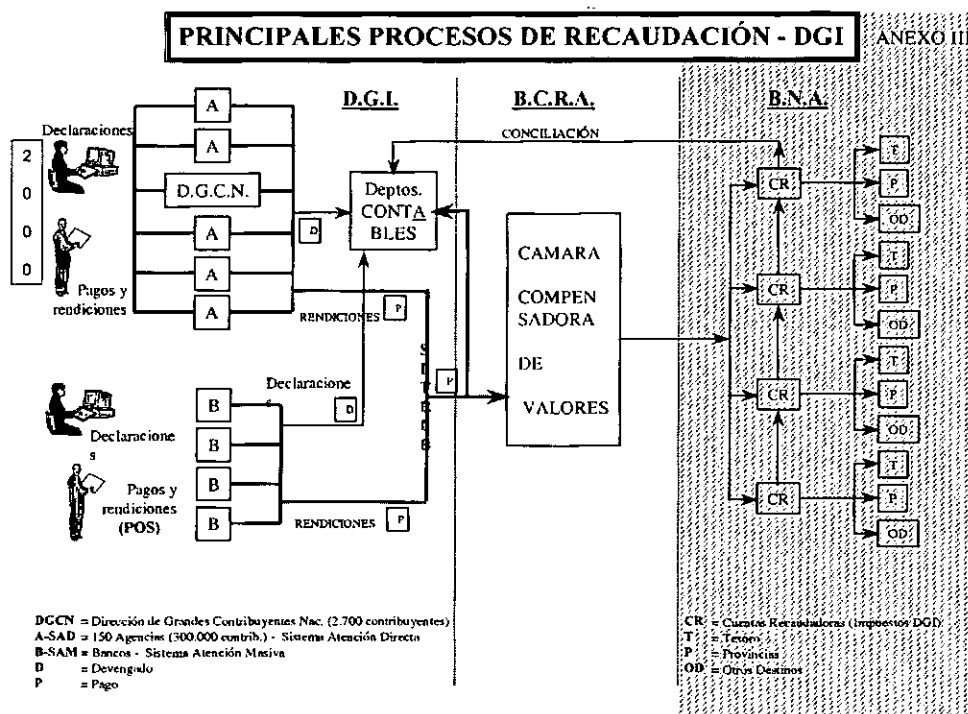 PRINCIPALES PROCESOS DE RECAUDACIÓN - DGI
ANEXO III
D.G.I.
B.C.R.A.
B.N.A.
2
0
0
0
Declaraciones
Pagos y
rendiciones
A
A
D.G.C.N.
A
A
A
D
Deptos.
CONTA
BLES
CONCILIACIÓN
RENDICIONES
P
P
CAMARA
COMPEN
SADORA
DE
VALORES
Declaracione
s
Pagos y
rendiciones
(POS)
B
B
B
B
Declaracione
s
D
RENDICIONES
P
CR
CR
CR
CR
T
P
OD
T
P
OD
T
P
OD
T
P
OD
DGCN = Dirección de Grandes Contribuyentes Nac. (2.700 contribuyentes)
A-SAD = 150 Agencias (300.000 contrib.) - Sistema Atención Directa
B-SAM = Bancos - Sistema Atención Masiva
D = Devengado
P = Pago
CR = Cuentas Recaudadoras (Impuestos DGI)
T = Tesoro
P = Provincias
OD = Otros Destinos